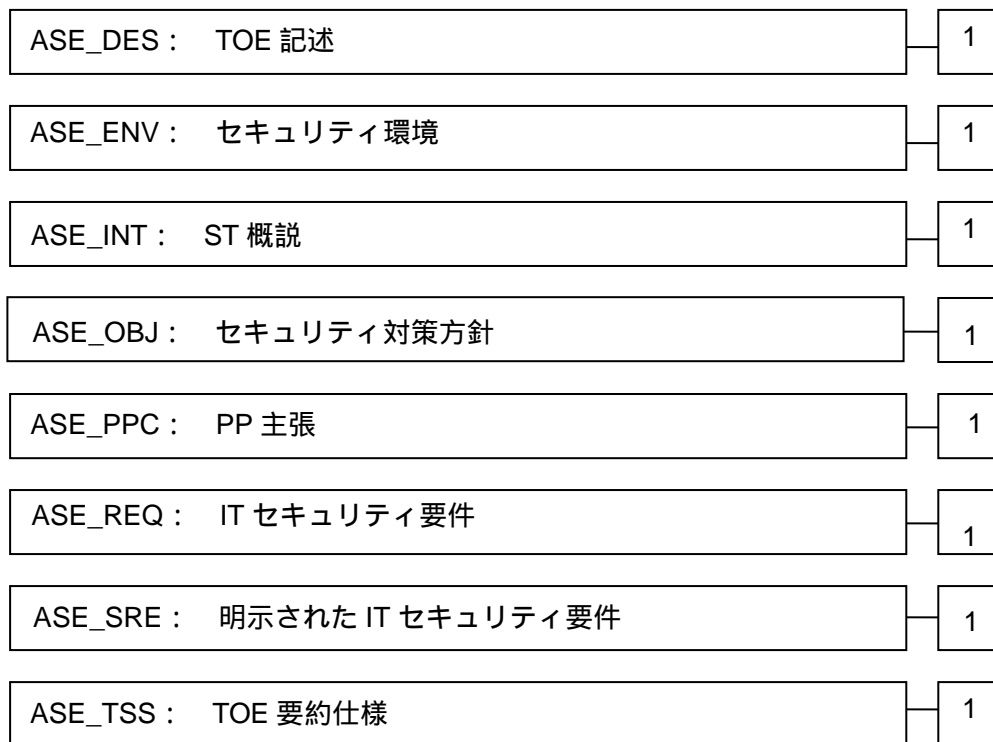 ASE_DES： TOE 記述 1
ASE_ENV： セキュリティ環境 1
ASE_INT： ST 概説 1
ASE_OBJ： セキュリティ対策方針 1
ASE_PPC： PP 主張 1
ASE_REQ： IT セキュリティ要件 1
ASE_SRE： 明示された IT セキュリティ要件 1
ASE_TSS： TOE 要約仕様 1